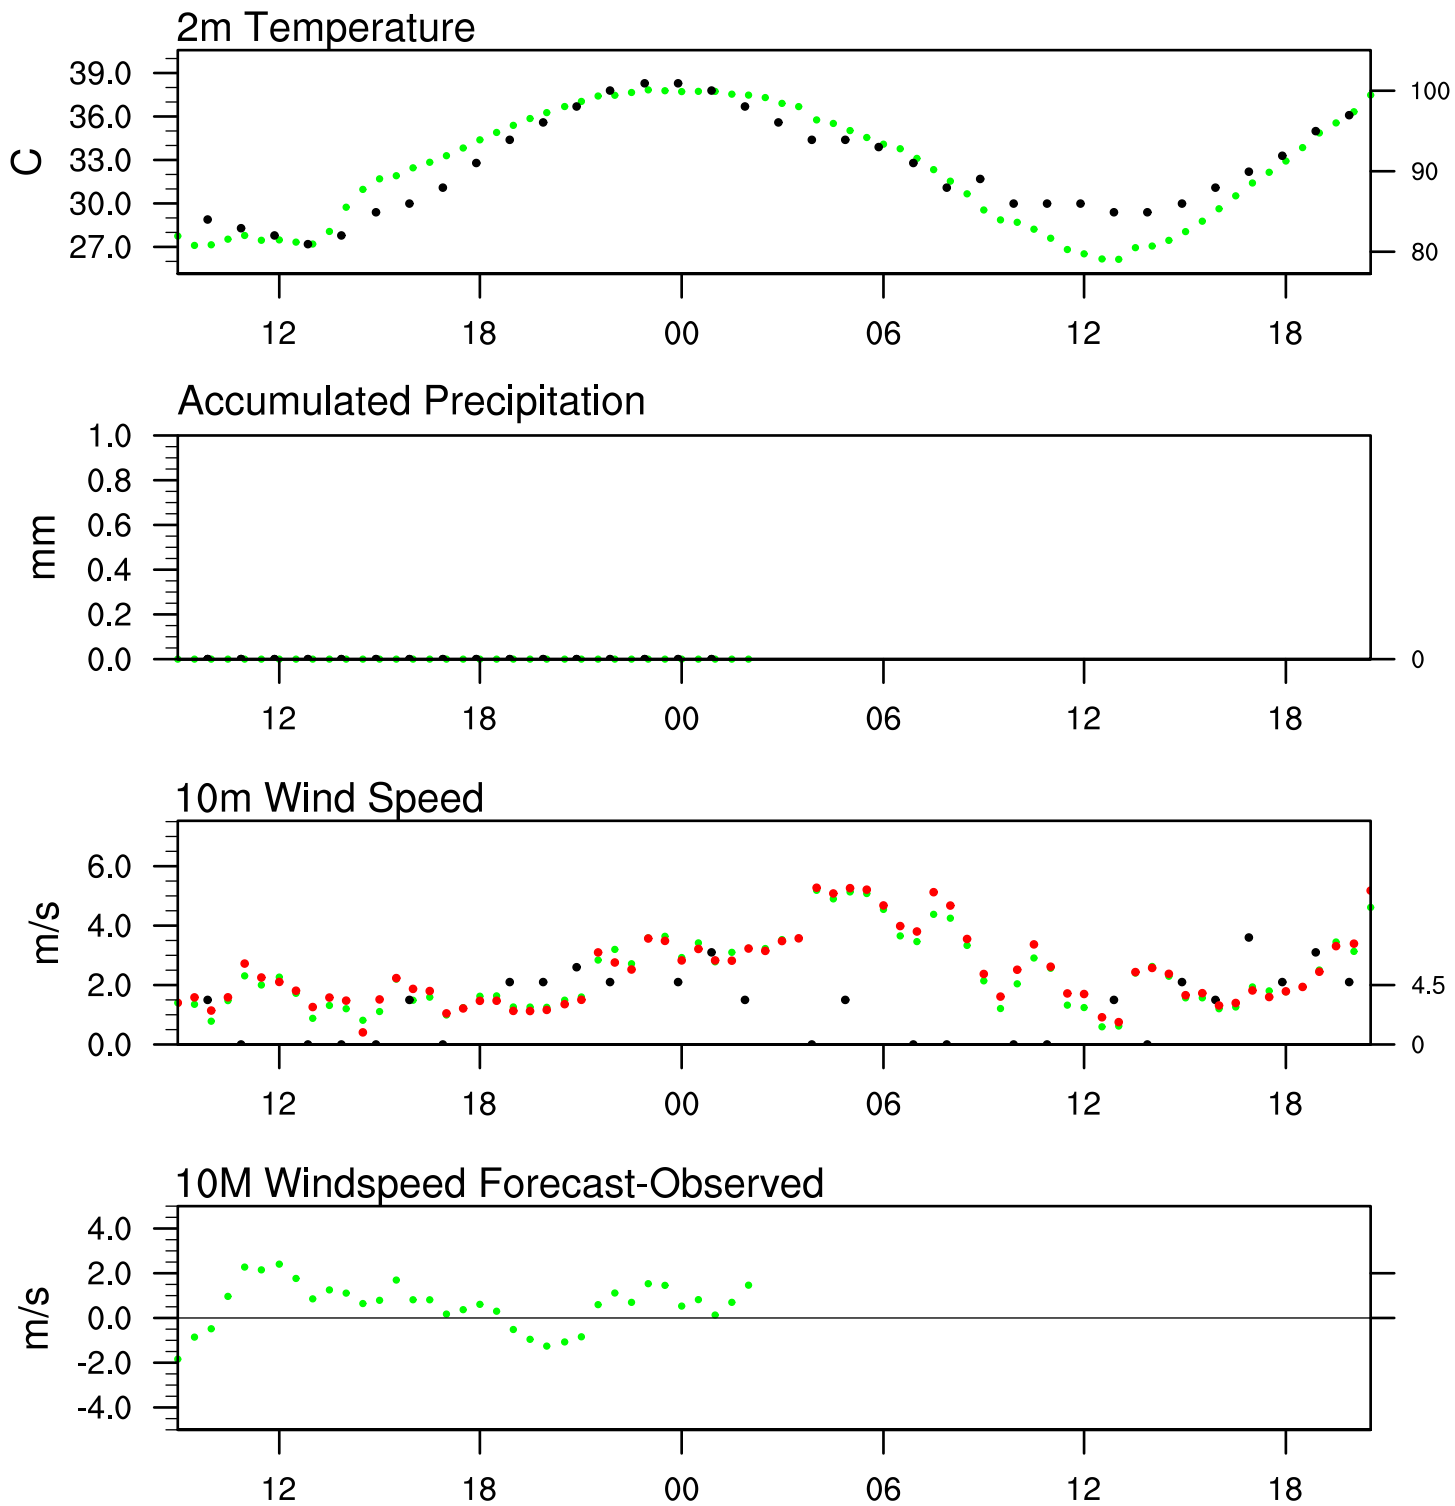 2m Temperature
39.0
36.0
33.0
30.0
27.0
C
100
90
80
12 18 00 06 12 18
Accumulated Precipitation
1.0
0.8
0.6
0.4
0.2
0.0
mm
0
12 18 00 06 12 18
10m Wind Speed
6.0
4.0
2.0
0.0
m/s
4.5
0
12 18 00 06 12 18
10M Windspeed Forecast-Observed
4.0
2.0
0.0
-2.0
-4.0
m/s
12 18 00 06 12 18